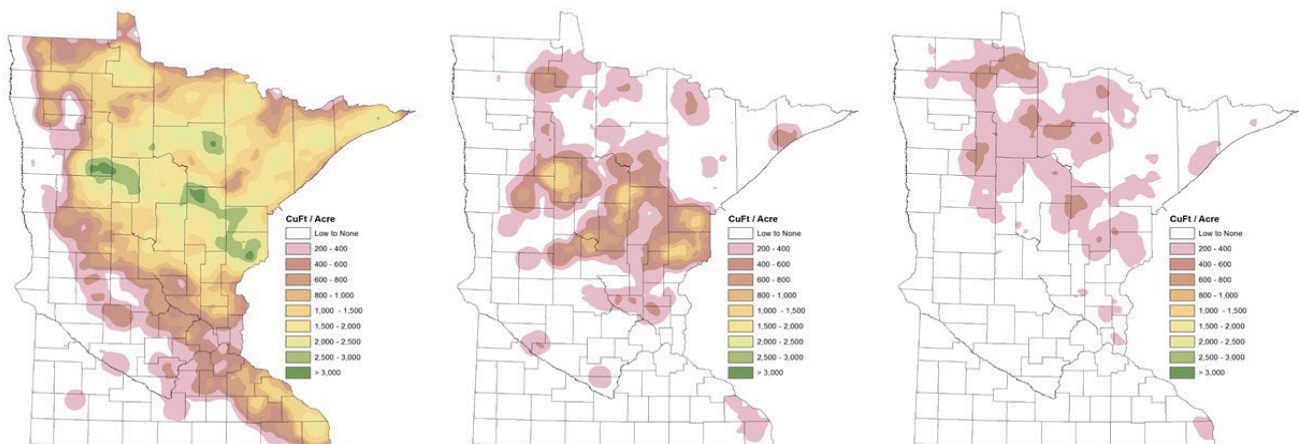 CuFt / Acre
Low to None
200 - 400
400 - 600
600 - 800
800 - 1,000
1,000 - 1,500
1,500 - 2,000
2,000 - 2,500
2,500 - 3,000
> 3,000
CuFt / Acre
Low to None
200 - 400
400 - 600
600 - 800
800 - 1,000
1,000 - 1,500
1,500 - 2,000
2,000 - 2,500
2,500 - 3,000
> 3,000
CuFt / Acre
Low to None
200 - 400
400 - 600
600 - 800
800 - 1,000
1,000 - 1,500
1,500 - 2,000
2,000 - 2,500
2,500 - 3,000
> 3,000